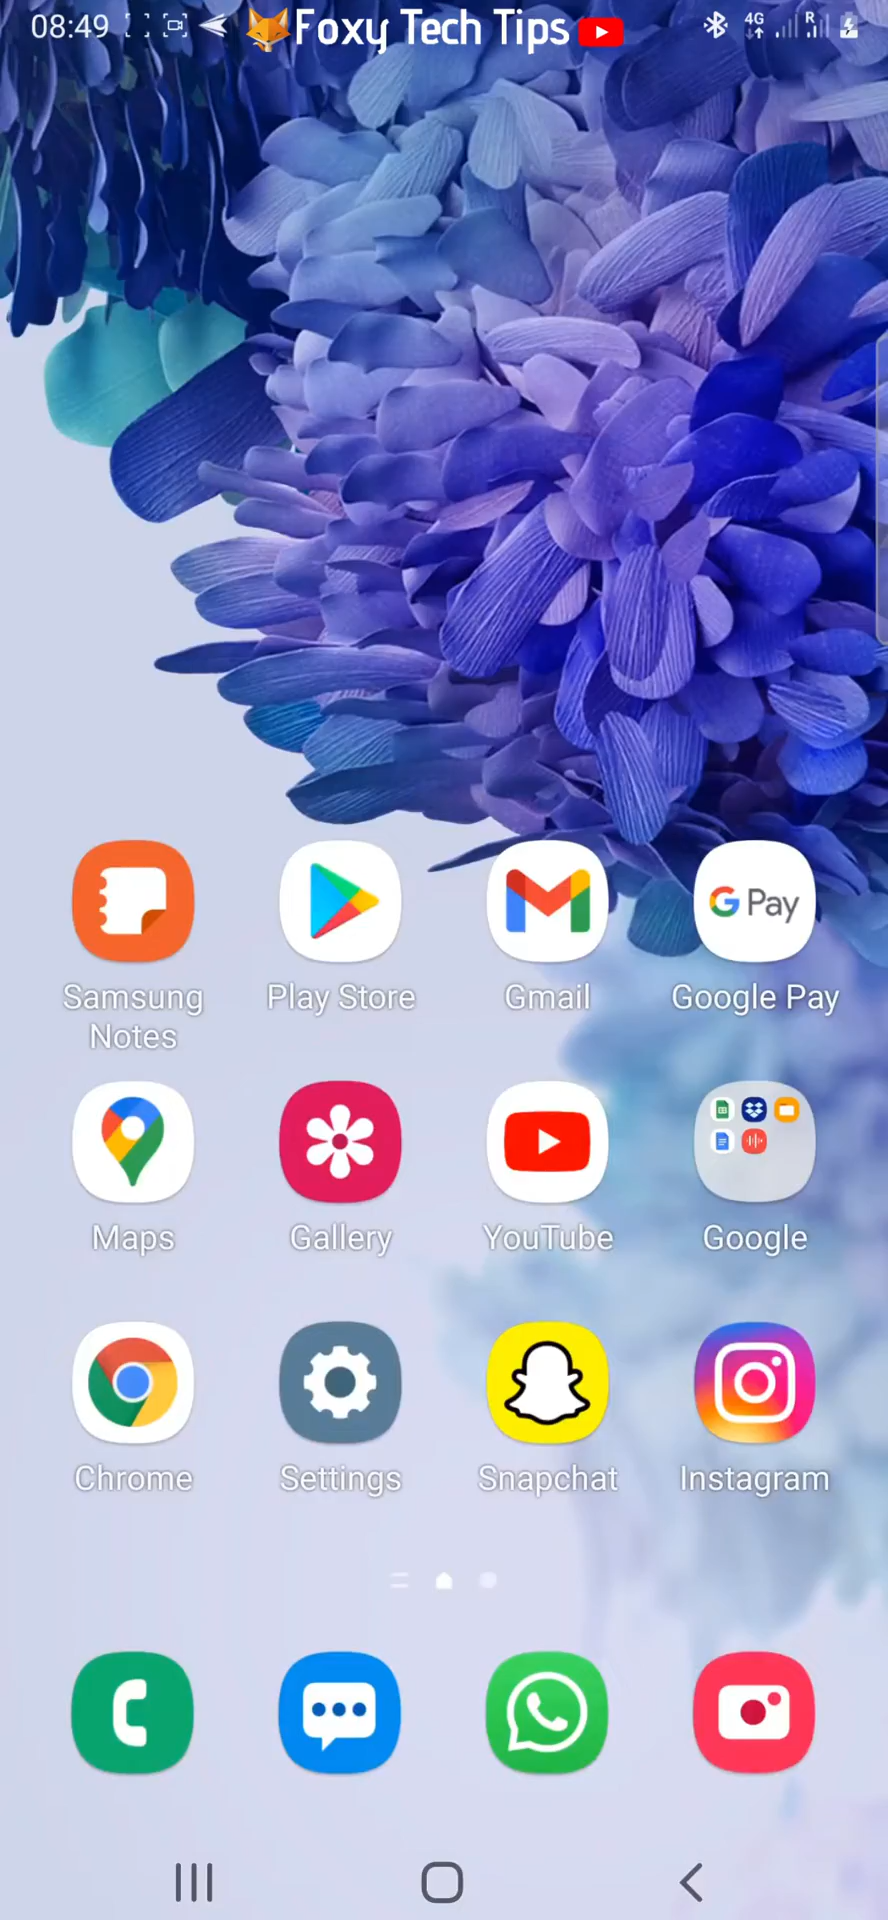 08:49 Foxy Tech Tips 4G R
G Pay
Samsung Notes Play Store Gmail Google Pay
Maps Gallery YouTube Google
Chrome Settings Snapchat Instagram